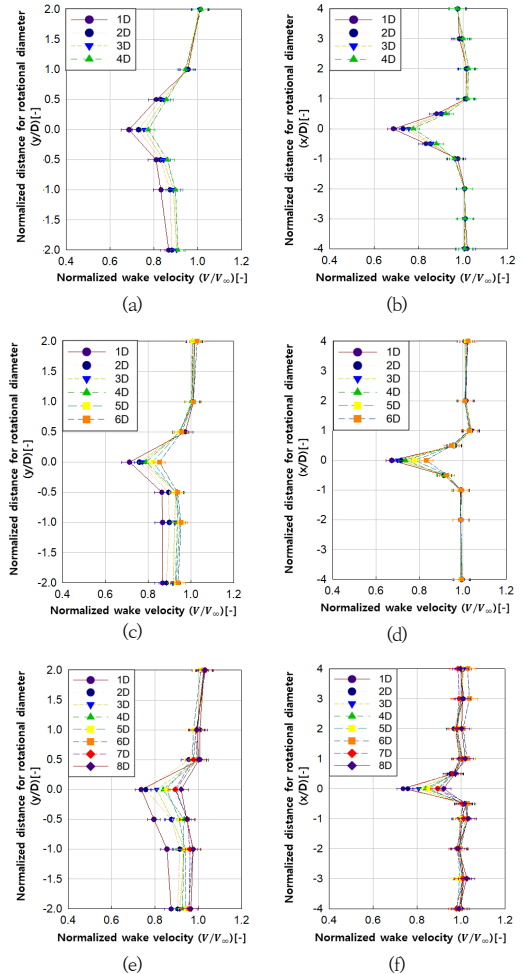 Normalized distance for rotational diameter
(y/D)[-]
2.0
1.5
1.0
0.5
0.0
0.5
1.0
1.5
2.0
1D
2D
3D
4D
0.4 0.6 0.8 1.0 1.2
Normalized wake velocity (V/V∞)[-]
(a)
Normalized distance for rotational diameter
(x/D)[-]
4
3
2
1
0
-1
-2
-3
-4
1D
2D
3D
4D
0.4 0.6 0.8 1.0 1.2
Normalized wake velocity (V/V∞)[-]
(b)
Normalized distance for rotational diameter
(y/D)[-]
2.0
1.5
1.0
0.5
0.0
-0.5
-1.0
-1.5
-2.0
1D
2D
3D
4D
5D
6D
0.4 0.6 0.8 1.0 1.2
Normalized wake velocity (V/V∞)[-]
(c)
Normalized distance for rotational diameter
(x/D)[-]
4
2
0
-2
-4
1D
2D
3D
4D
5D
6D
0.4 0.6 0.8 1.0 1.2
Normalized wake velocity (V/V∞)[-]
(d)
Normalized distance for rotational diameter
(y/D)[-]
2.0
1.5
1.0
0.5
0.0
-0.5
-1.0
-1.5
-2.0
1D
2D
3D
4D
5D
6D
7D
8D
0.4 0.6 0.8 1.0 1.2
Normalized wake velocity (V/V∞)[-]
(e)
Normalized distance for rotational diameter
(x/D)[-]
4
3
2
1
0
-1
-2
-3
-4
1D
2D
3D
4D
5D
6D
7D
8D
0.4 0.6 0.8 1.0 1.2
Normalized wake velocity (V/V∞)[-]
(f)